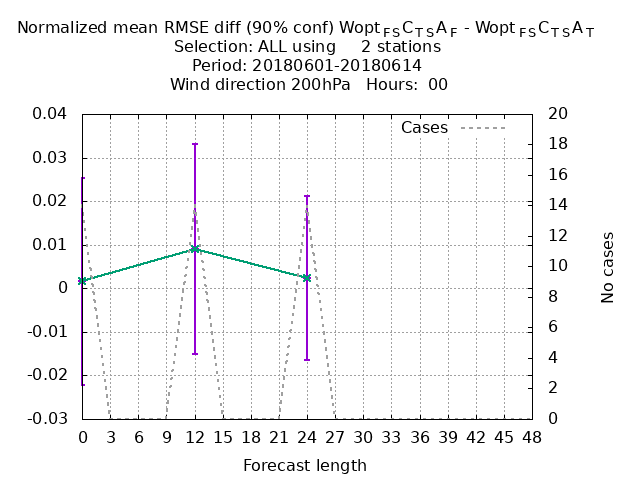 Normalized mean RMSE diff (90% conf) Wopt FS C T S A F - Wopt FS C T S A T
Selection: ALL using 2 stations
Period: 20180601-20180614
Wind direction 200hPa Hours: 00
Cases
0.04
0.03
0.02
0.01
0
-0.01
-0.02
-0.03
20
18
16
14
12
10
8
6
4
2
0
No cases
0 3 6 9 12 15 18 21 24 27 30 33 36 39 42 45 48
Forecast length